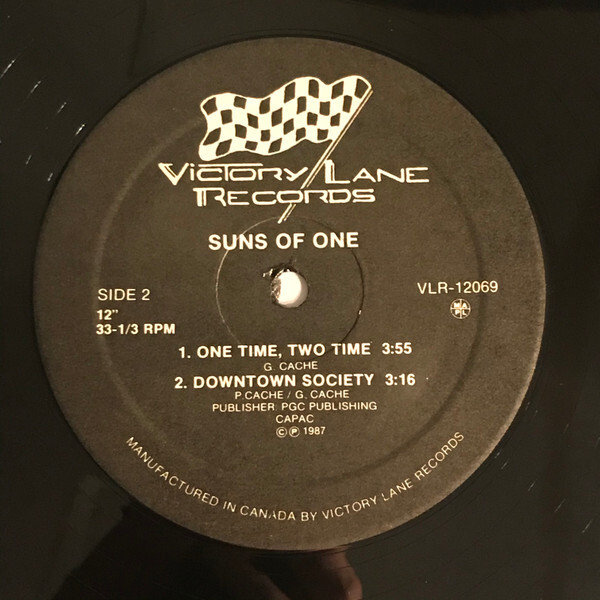 VICTORY LANE
RECORDS
SUNS OF ONE
SIDE 2
12"
33-1/3 RPM
VLR-12069
M A P L
1. ONE TIME, TWO TIME 3:55
G. CACHE
2. DOWNTOWN SOCIETY 3:16
P. CACHE / G. CACHE
PUBLISHER: PGC PUBLISHING
CAPAC
© ℗ 1987
MANUFACTURED IN CANADA BY VICTORY LANE RECORDS